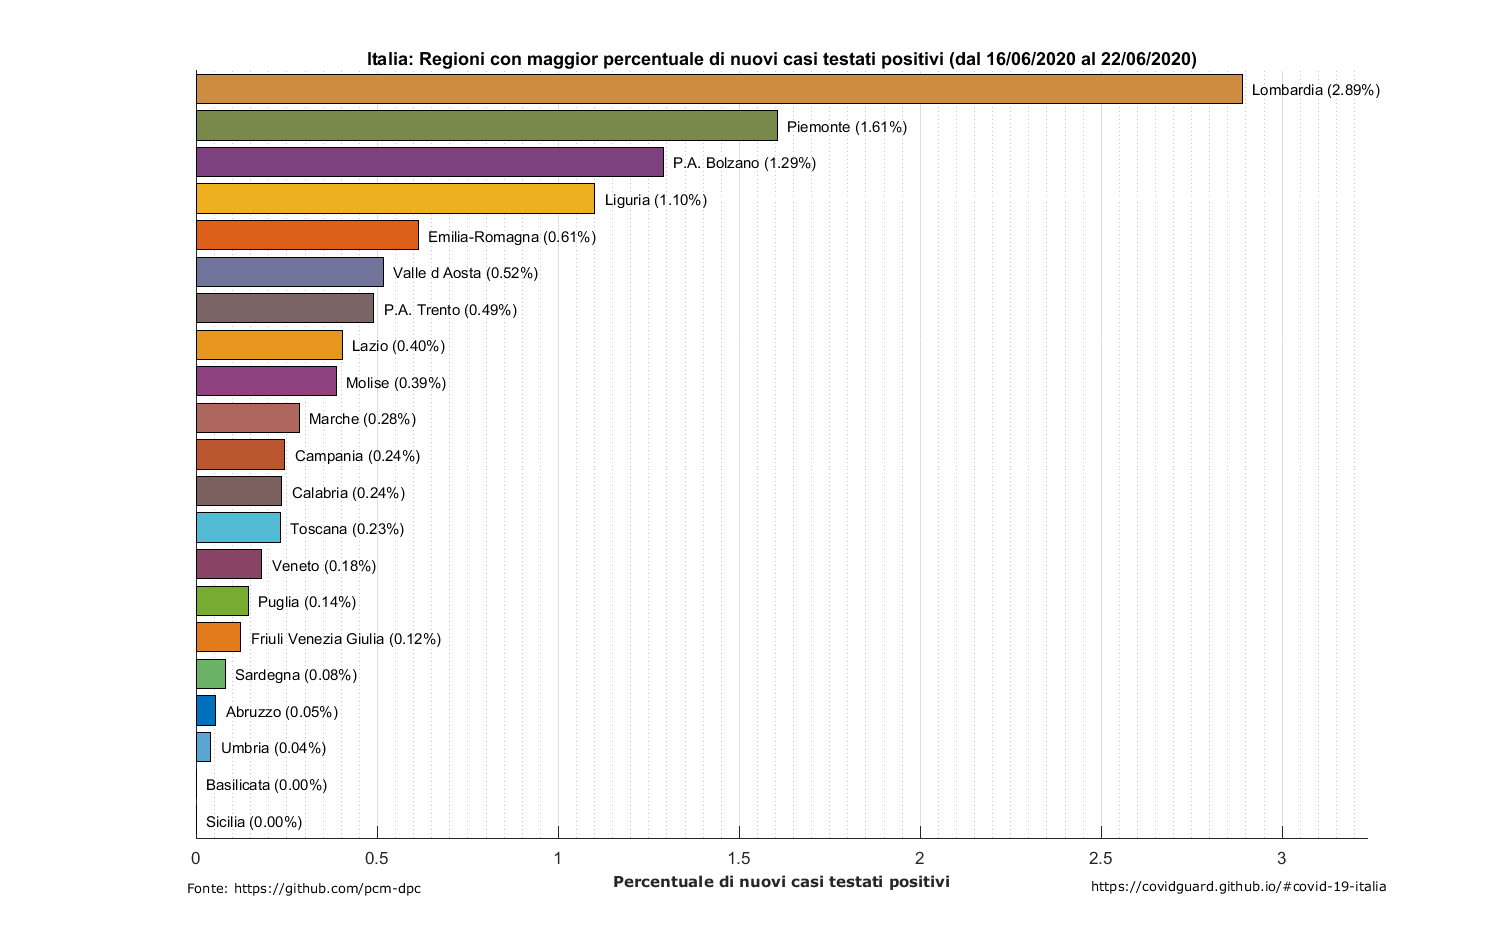 Italia: Regioni con maggior percentuale di nuovi casi testati positivi (dal 16/06/2020 al 22/06/2020)
Lombardia (2.89%)
Piemonte (1.61%)
P.A. Bolzano (1.29%)
Liguria (1.10%)
Emilia-Romagna (0.61%)
Valle d Aosta (0.52%)
P.A. Trento (0.49%)
Lazio (0.40%)
Molise (0.39%)
Marche (0.28%)
Campania (0.24%)
Calabria (0.24%)
Toscana (0.23%)
Veneto (0.18%)
Puglia (0.14%)
Friuli Venezia Giulia (0.12%)
Sardegna (0.08%)
Abruzzo (0.05%)
Umbria (0.04%)
Basilicata (0.00%)
Sicilia (0.00%)
0 0.5 1 1.5 2 2.5 3
Percentuale di nuovi casi testati positivi
Fonte: https://github.com/pcm-dpc
https://covidguard.github.io/#covid-19-italia